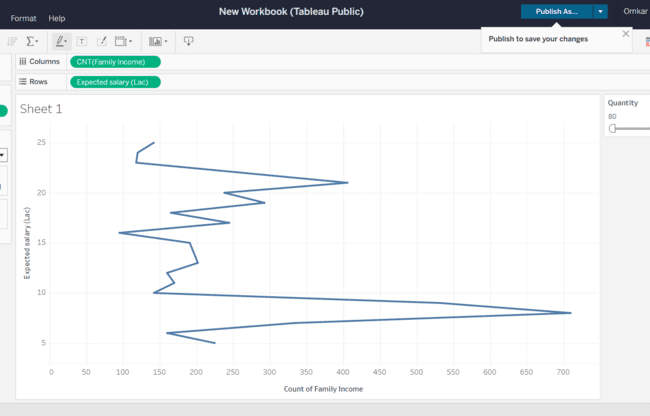 New Workbook (Tableau Public)
Publish As...
Omkar
Format Help
Publish to save your changes
Columns CNT(Family Income)
Rows Expected salary (Lac)
Sheet 1
Quantity
80
25
20
15
10
5
Expected salary (Lac)
0 50 100 150 200 250 300 350 400 450 500 550 600 650 700
Count of Family Income